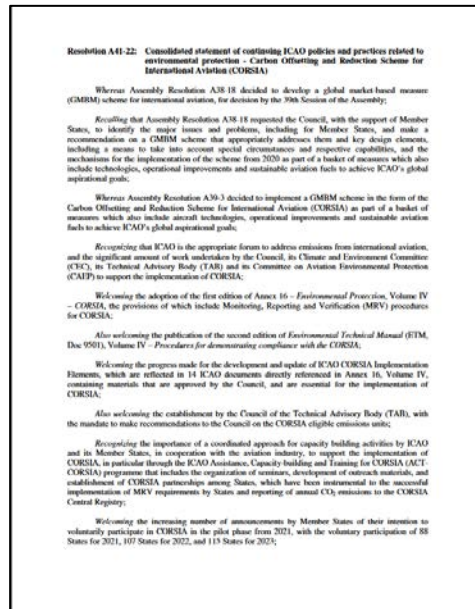 Resolution A41-22: Consolidated statement of continuing ICAO policies and practices related to
environmental protection - Carbon Offsetting and Reduction Scheme for
International Aviation (CORSIA)
Whereas Assembly Resolution A38-18 decided to develop a global market-based measure
(GMBM) scheme for international aviation, for decision by the 39th Session of the Assembly;
Recalling that Assembly Resolution A38-18 requested the Council, with the support of Member
States, to identify the major issues and problems, including for Member States, and make a
recommendation on a GMBM scheme that appropriately addresses them and key design elements,
including a means to take into account special circumstances and respective capabilities, and the
mechanisms for the implementation of the scheme from 2020 as part of a basket of measures which also
include technologies, operational improvements and sustainable aviation fuels to achieve ICAO's global
aspirational goals;
Whereas Assembly Resolution A39-3 decided to implement a GMBM scheme in the form of the
Carbon Offsetting and Reduction Scheme for International Aviation (CORSIA) as part of a basket of
measures which also include aircraft technologies, operational improvements and sustainable aviation
fuels to achieve ICAO's global aspirational goals;
Recognizing that ICAO is the appropriate forum to address emissions from international aviation,
and the significant amount of work undertaken by the Council, its Climate and Environment Committee
(CEC), its Technical Advisory Body (TAB) and its Committee on Aviation Environmental Protection
(CAEP) to support the implementation of CORSIA;
Welcoming the adoption of the first edition of Annex 16 – Environmental Protection, Volume IV
– CORSIA, the provisions of which include Monitoring, Reporting and Verification (MRV) procedures
for CORSIA;
Also welcoming the publication of the second edition of Environmental Technical Manual (ETM,
Doc 9501), Volume IV – Procedures for demonstrating compliance with the CORSIA;
Welcoming the progress made for the development and update of ICAO CORSIA Implementation
Elements, which are reflected in 14 ICAO documents directly referenced in Annex 16, Volume IV,
containing materials that are approved by the Council, and are essential for the implementation of
CORSIA;
Also welcoming the establishment by the Council of the Technical Advisory Body (TAB), with
the mandate to make recommendations to the Council on the CORSIA eligible emissions units;
Recognizing the importance of a coordinated approach for capacity building activities by ICAO
and its Member States, in cooperation with the aviation industry, to support the implementation of
CORSIA, in particular through the ICAO Assistance, Capacity-building and Training for CORSIA (ACT-
CORSIA) programme that includes the organization of seminars, development of outreach materials, and
establishment of CORSIA partnerships among States, which have been instrumental to the successful
implementation of MRV requirements by States and reporting of annual CO₂ emissions to the CORSIA
Central Registry;
Welcoming the increasing number of announcements by Member States of their intention to
voluntarily participate in CORSIA in the pilot phase from 2021, with the voluntary participation of 88
States for 2021, 107 States for 2022, and 115 States for 2023;